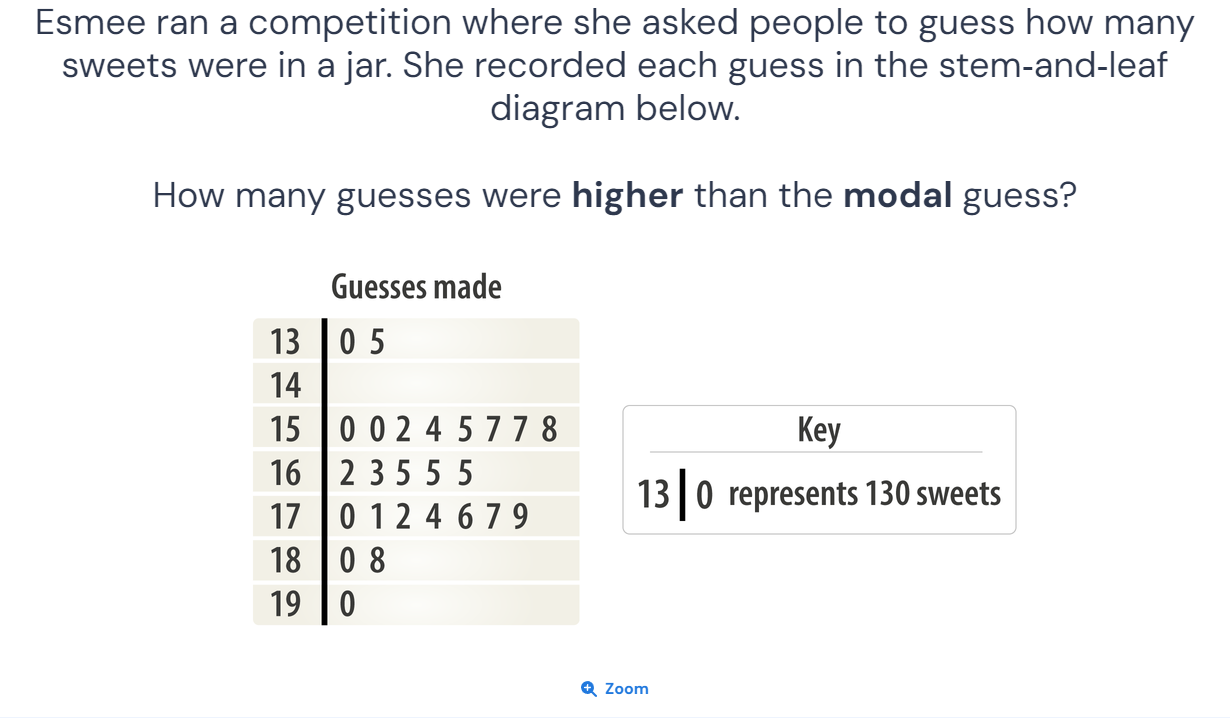 Esmee ran a competition where she asked people to guess how many
sweets were in a jar. She recorded each guess in the stem-and-leaf
diagram below.
How many guesses were higher than the modal guess?
Guesses made
13 0 5
14
15 0 0 2 4 5 7 7 8
16 2 3 5 5 5
17 0 1 2 4 6 7 9
18 0 8
19 0
Key
13 0 represents 130 sweets
Zoom